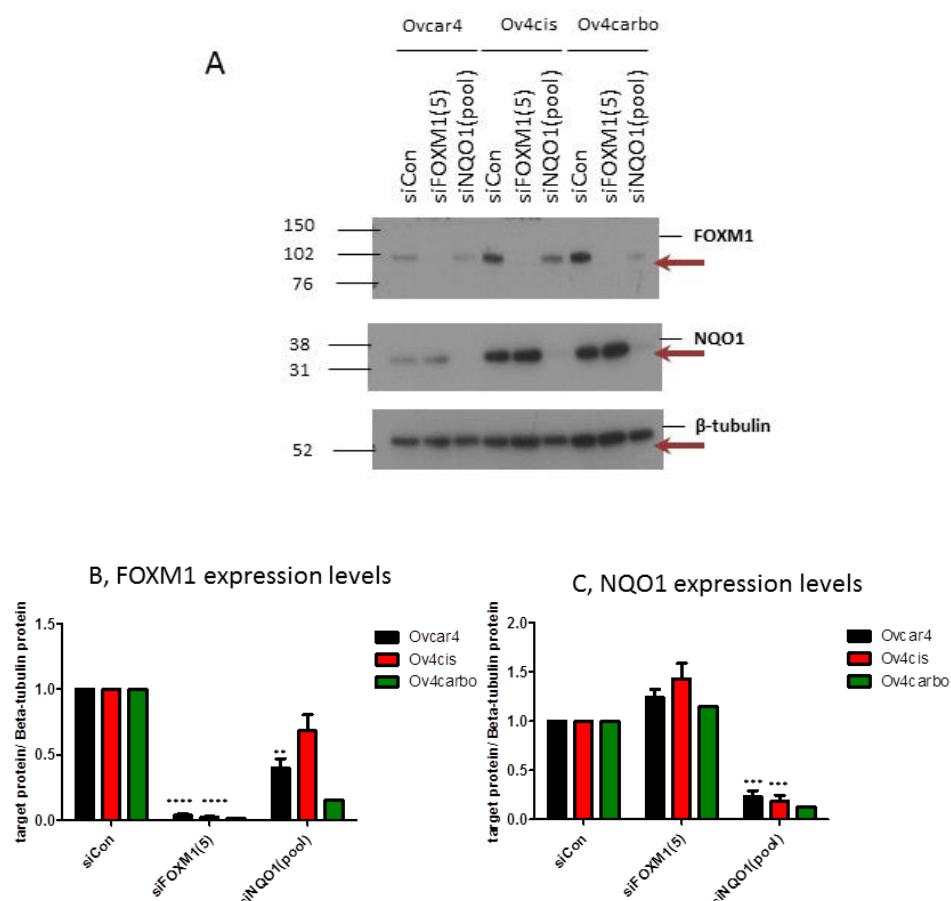 A
Ovcar4 Ov4cis Ov4carbo
siCon
siFOXM1(5)
siNQO1(pool)
siCon
siFOXM1(5)
siNQO1(pool)
siCon
siFOXM1(5)
siNQO1(pool)
150
102
76
FOXM1
38
31
NQO1
52
β-tubulin
B, FOXM1 expression levels
target protein/ Beta-tubulin protein
1.5
1.0
0.5
0.0
Ovcar4
Ov4cis
Ov4carbo
**
**** ****
siCon
siFOXM1(5)
siNQO1(pool)
C, NQO1 expression levels
target protein/ Beta-tubulin protein
2.0
1.5
1.0
0.5
0.0
Ovcar4
Ov4cis
Ov4carbo
*** ***
siCon
siFOXM1(5)
siNQO1(pool)